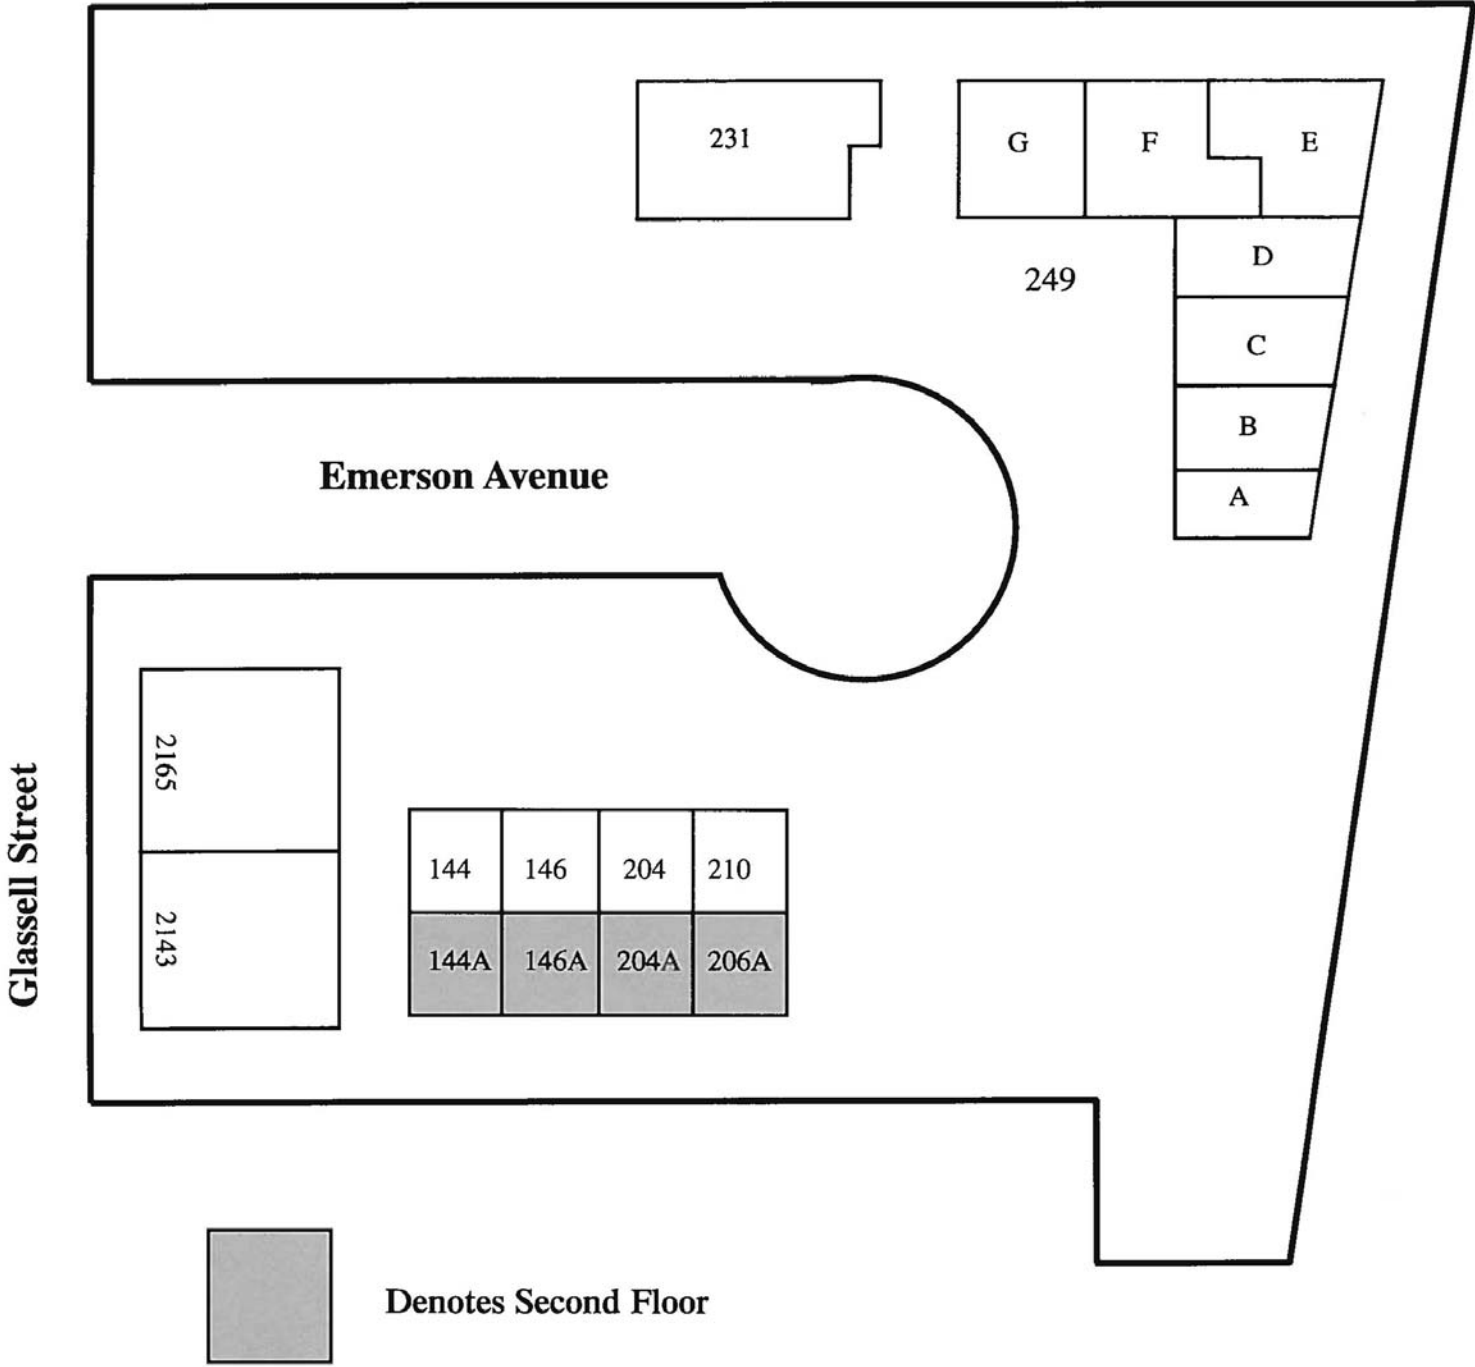 231
G
F
E
D
249
C
B
A
Emerson Avenue
2165
2143
Glassell Street
144
146
204
210
144A
146A
204A
206A
Denotes Second Floor